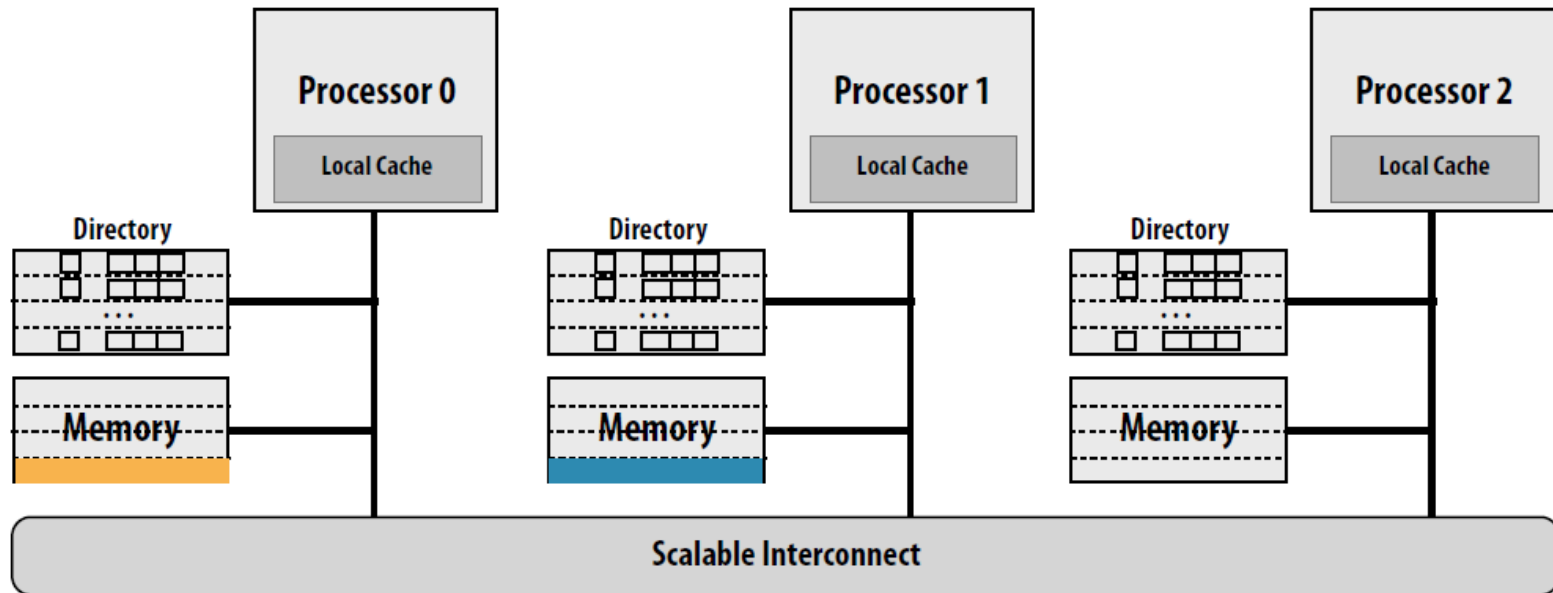 Processor 0
Local Cache
Processor 1
Local Cache
Processor 2
Local Cache
Directory
Directory
Directory
...
...
...
Memory
Memory
Memory
Scalable Interconnect